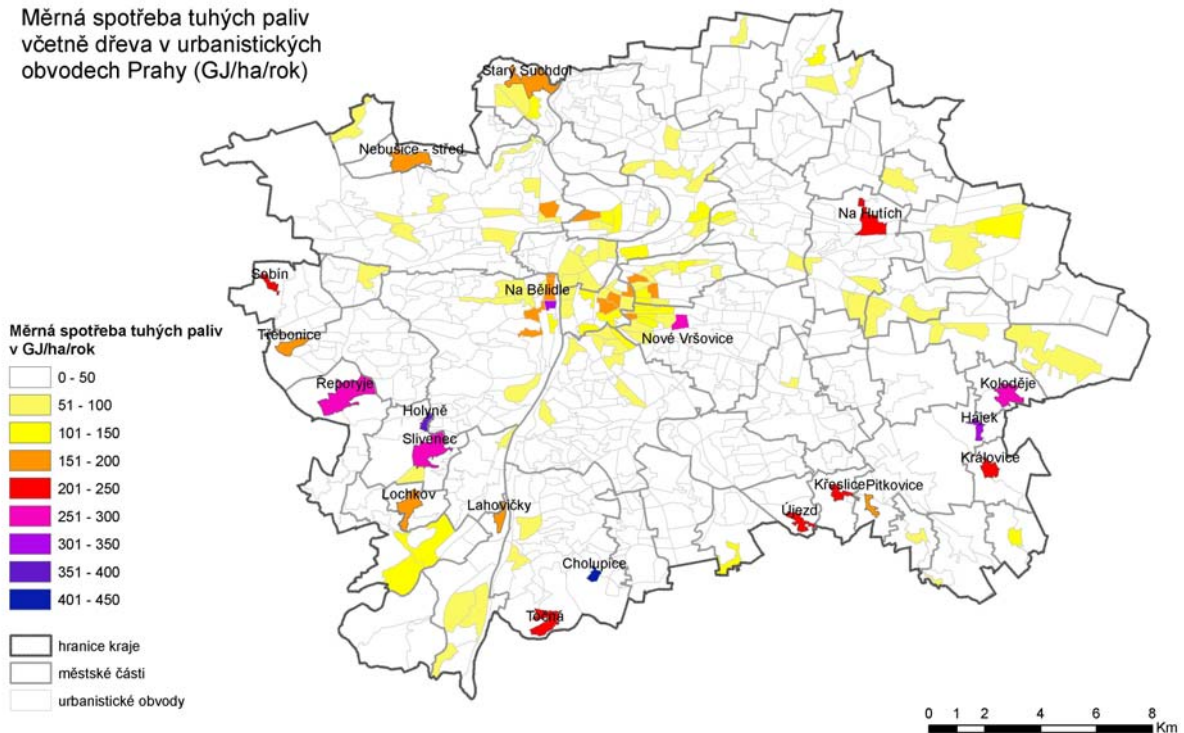 Měrná spotřeba tuhých paliv
včetně dřeva v urbanistických
obvodech Prahy (GJ/ha/rok)
Starý Suchdol
Nebušice - střed
Na Hutích
Sobín
Na Bělidle
Třebonice
Nové Vršovice
Řeporyje
Koloděje
Holyně
Hájek
Slivenec
Královice
Lochkov
Lahovičky
Křeslice
Pitkovice
Újezd
Cholupice
Točná
Měrná spotřeba tuhých paliv
v GJ/ha/rok
0 - 50
51 - 100
101 - 150
151 - 200
201 - 250
251 - 300
301 - 350
351 - 400
401 - 450
hranice kraje
městské části
urbanistické obvody
0 1 2 4 6 8
Km